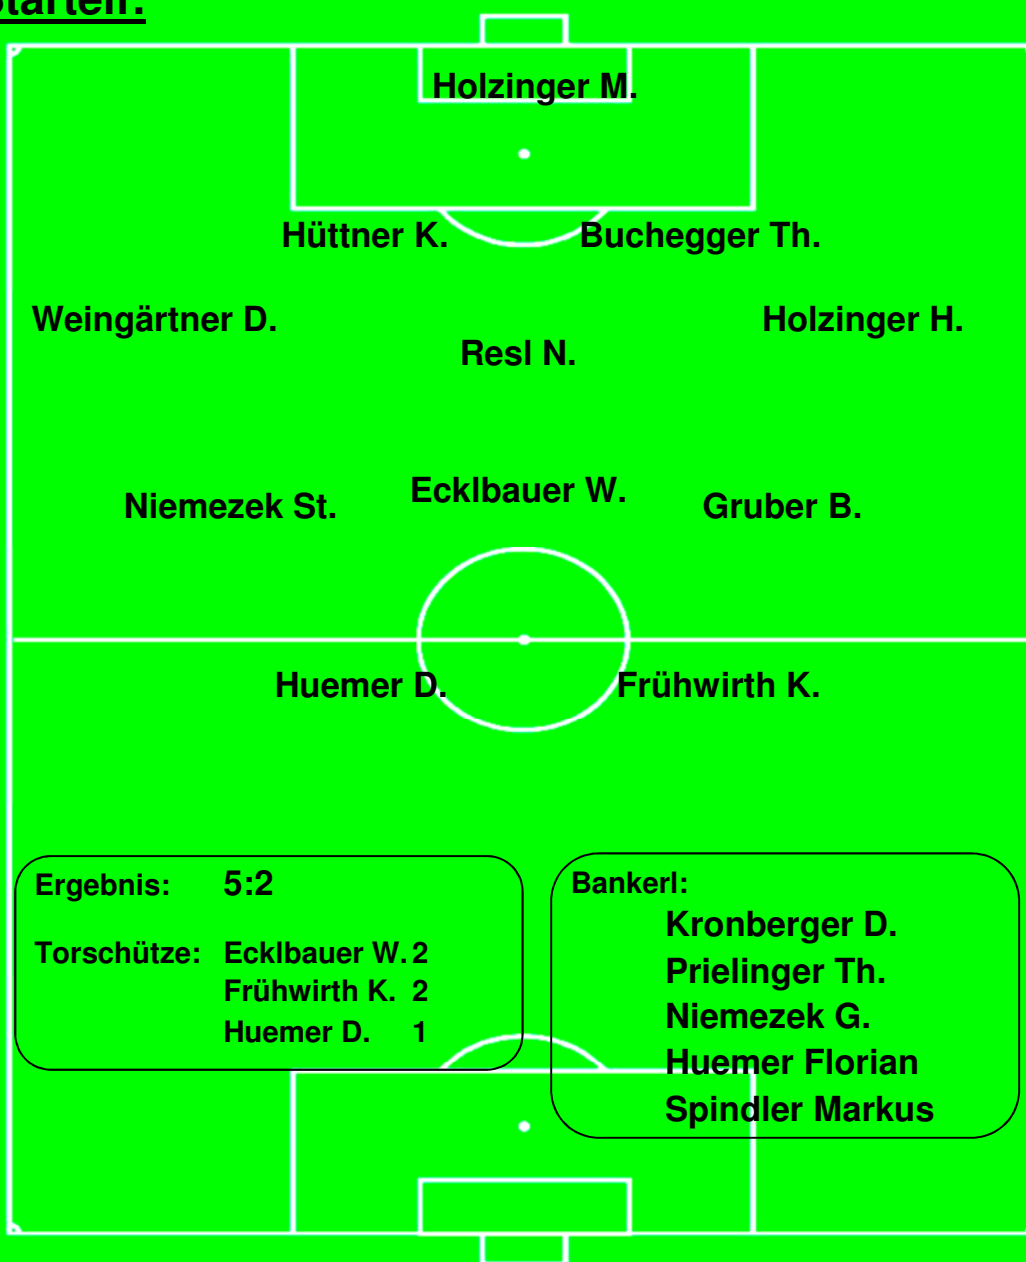 Startelf:
Holzinger M.
Hüttner K. Buchegger Th.
Weingärtner D. Holzinger H.
Resl N.
Niemezek St. Ecklbauer W. Gruber B.
Huemer D. Frühwirth K.
Ergebnis: 5:2
Torschütze: Ecklbauer W. 2
Frühwirth K. 2
Huemer D. 1
Bankerl:
Kronberger D.
Prielinger Th.
Niemezek G.
Huemer Florian
Spindler Markus